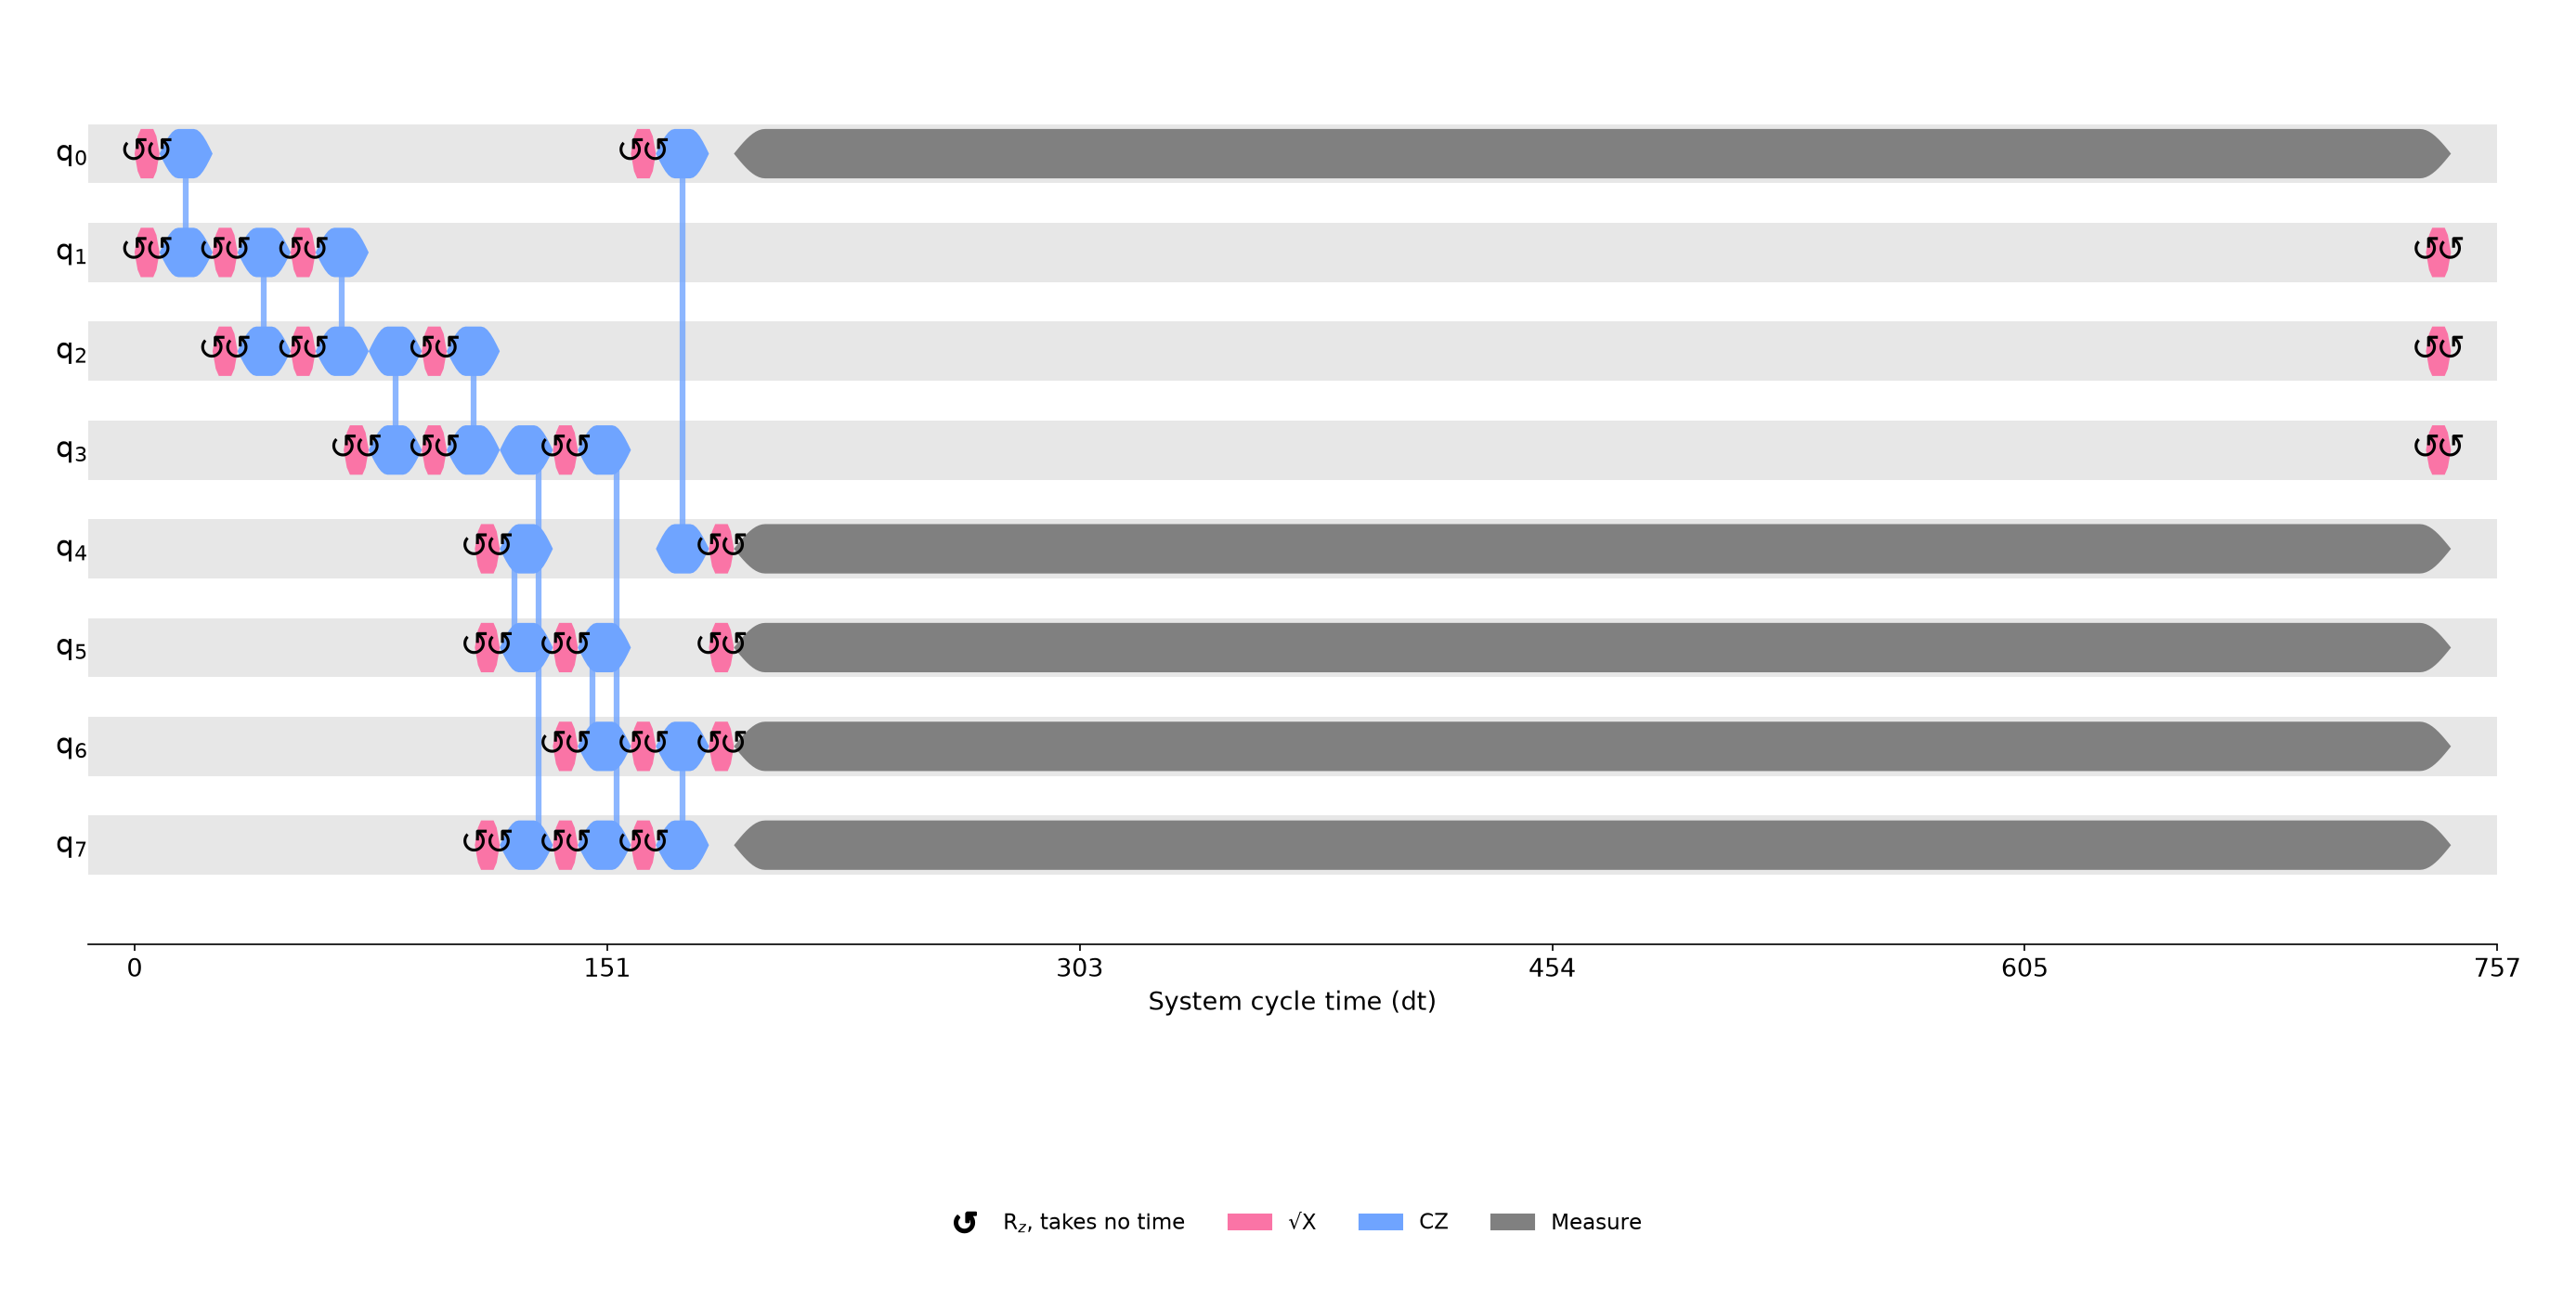 q0
q1
q2
q3
q4
q5
q6
q7
0 151 303 454 605 757
System cycle time (dt)
Rz, takes no time √X CZ Measure